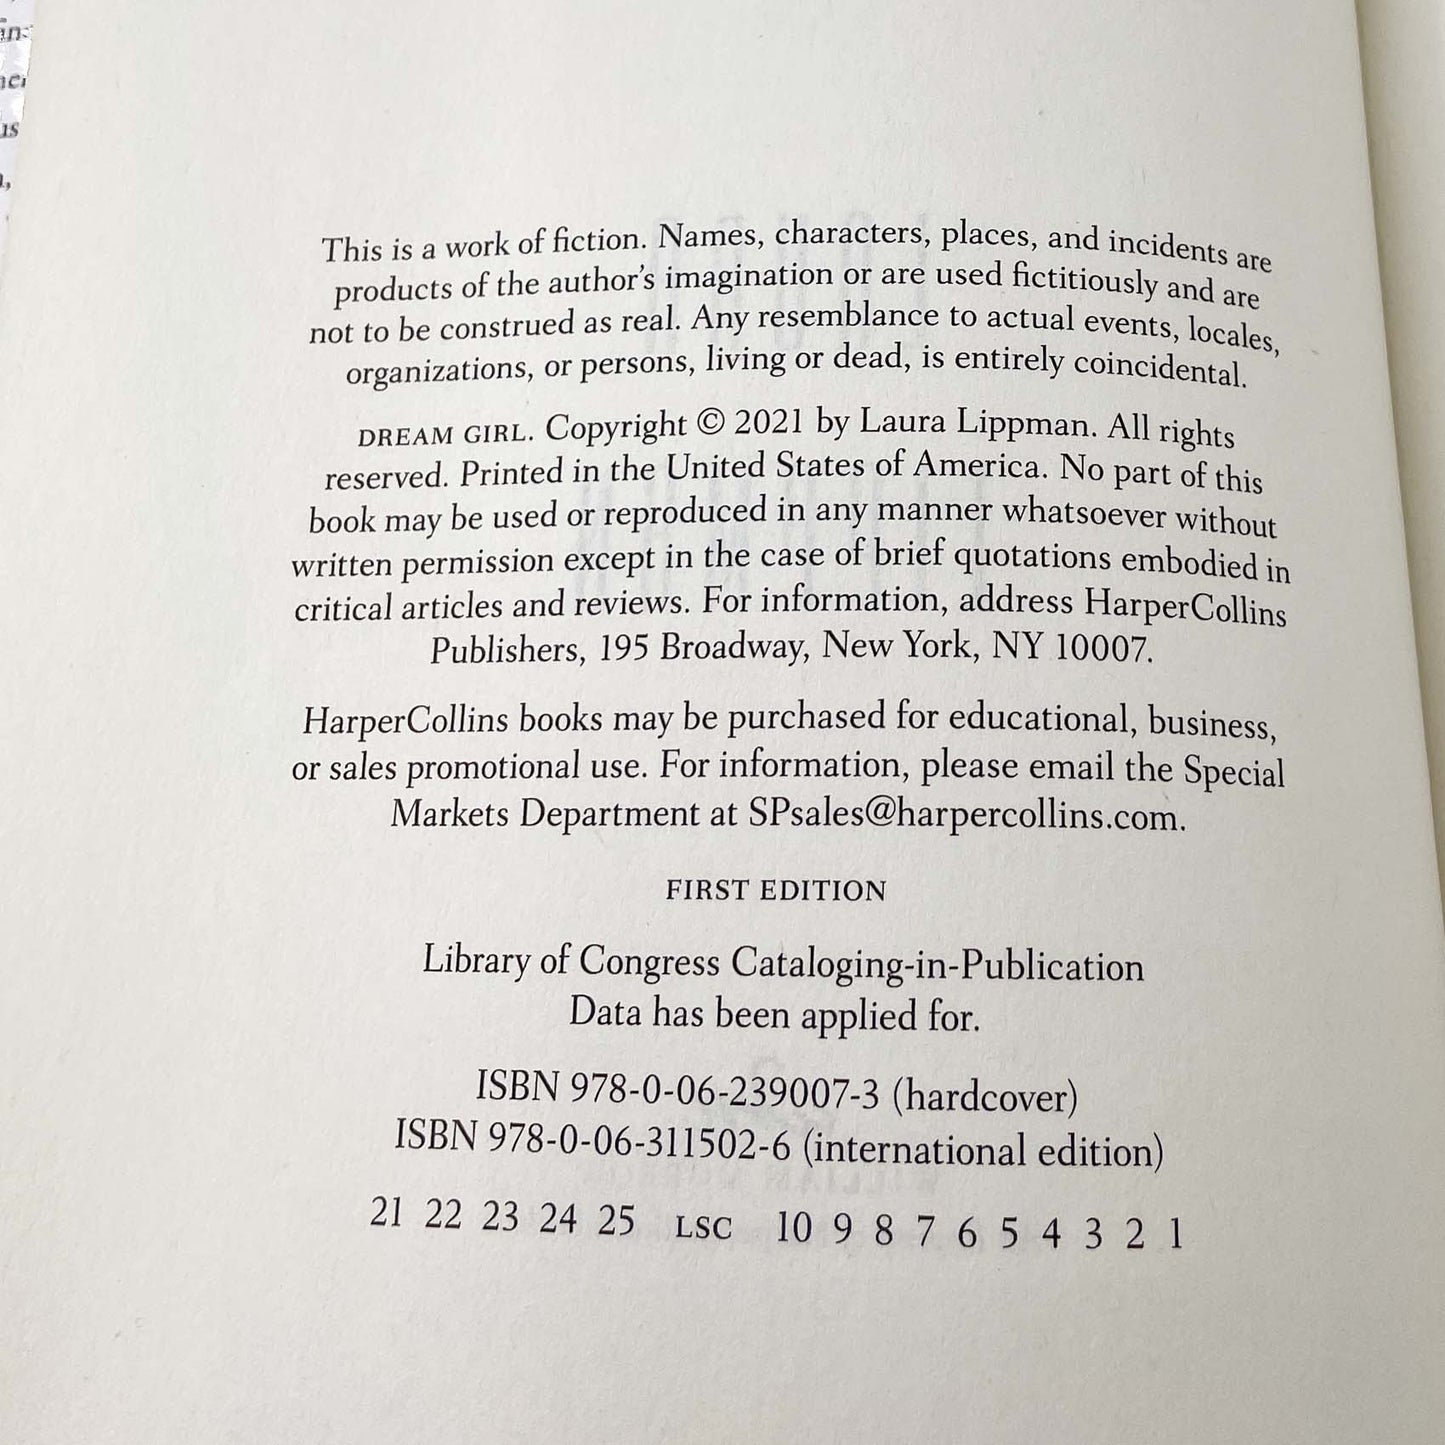 This is a work of fiction. Names, characters, places, and incidents are
products of the author's imagination or are used fictitiously and are
not to be construed as real. Any resemblance to actual events, locales,
organizations, or persons, living or dead, is entirely coincidental.
DREAM GIRL. Copyright © 2021 by Laura Lippman. All rights
reserved. Printed in the United States of America. No part of this
book may be used or reproduced in any manner whatsoever without
written permission except in the case of brief quotations embodied in
critical articles and reviews. For information, address HarperCollins
Publishers, 195 Broadway, New York, NY 10007.
HarperCollins books may be purchased for educational, business,
or sales promotional use. For information, please email the Special
Markets Department at SPsales@harpercollins.com.
FIRST EDITION
Library of Congress Cataloging-in-Publication
Data has been applied for.
ISBN 978-0-06-239007-3 (hardcover)
ISBN 978-0-06-311502-6 (international edition)
21 22 23 24 25 LSC 10 9 8 7 6 5 4 3 2 1